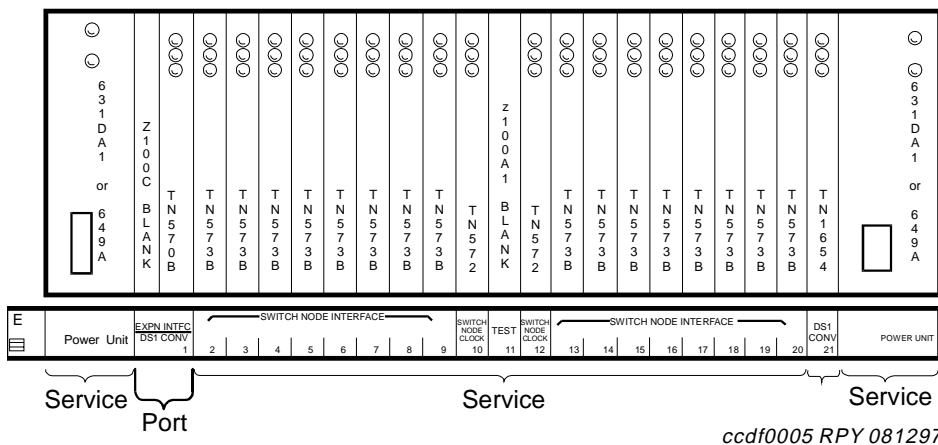 631DA1 or 649A
Z100C BLANK
TN570B
TN573B
TN573B
TN573B
TN573B
TN573B
TN573B
TN573B
TN573B
TN572
z100A1 BLANK
TN572
TN573B
TN573B
TN573B
TN573B
TN573B
TN573B
TN573B
TN573B
TN1654
631DA1 or 649A
E
Power Unit
EXPN INTFC
DS1 CONV
1
SWITCH NODE INTERFACE
2 3 4 5 6 7 8 9
SWITCH
NODE
CLOCK
10
TEST
11
SWITCH
NODE
CLOCK
12
SWITCH NODE INTERFACE
13 14 15 16 17 18 19 20
DS1
CONV
21
POWER UNIT
Service
Port
Service
Service
ccdf0005 RPY 081297